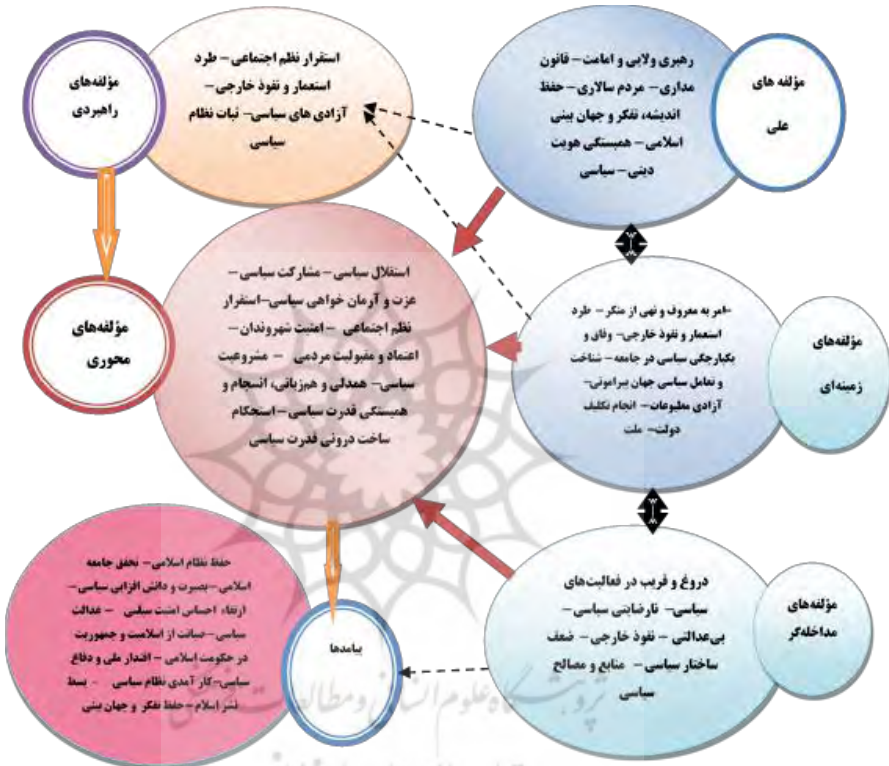 مؤلفه های
علی
رهبری ولایی و امامت– قانون
مداری– مردم سالاری– حفظ
اندیشه، تفکر و جهان بینی
اسلامی– همبستگی هویت
دینی– سیاسی
استقرار نظم اجتماعی– طرد
استعمار و نفوذ خارجی–
آزادی های سیاسی– ثبات نظام
سیاسی
مؤلفه‌های
راهبردی
مؤلفه‌های
زمینه‌ای
-امر به معروف و نهی از منکر– طرد
استعمار و نفوذ خارجی– وفاق و
یکپارچگی سیاسی در جامعه– شناخت
و تعامل سیاسی جهان پیرامونی–
آزادی مطبوعات– انجام تکلیف
دولت– ملت
استقلال سیاسی– مشارکت سیاسی–
عزت و آرمان خواهی سیاسی–استقرار
نظم اجتماعی – امنیت شهروندان–
اعتماد و مقبولیت مردمی – مشروعیت
سیاسی– همدلی و هم‌زبانی، انسجام و
همبستگی قدرت سیاسی– استحکام
ساخت درونی قدرت سیاسی
مؤلفه‌های
محوری
مؤلفه‌های
مداخله‌گر
دروغ و فریب در فعالیت‌های
سیاسی– نارضایتی سیاسی–
بی‌عدالتی– نفوذ خارجی– ضعف
ساختار سیاسی– منابع و مصالح
سیاسی
پیامدها
حفظ نظام اسلامی– تحقق جامعه
اسلامی–بصیرت و دانش افزایی سیاسی–
ارتقاء احساس امنیت سیاسی – عدالت
سیاسی–صیانت از اسلامیت و جمهوریت
در حکومت اسلامی– اقتدار ملی و دفاع
سیاسی–کارآمدی نظام سیاسی – بسط
نشر اسلام–حفظ تفکر و جهان بینی
پژوهشگاه علوم انسانی و مطالعات فرهنگی